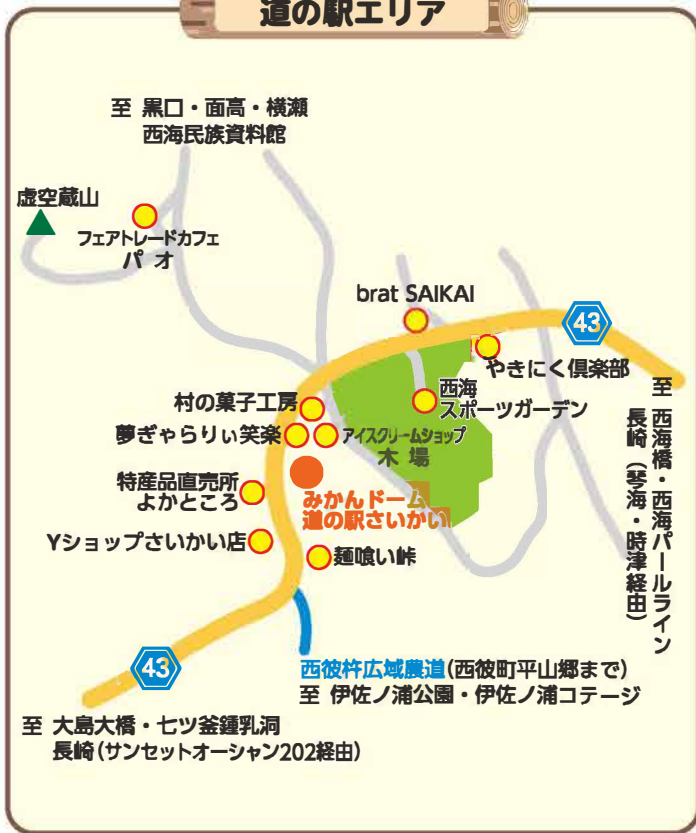 道の駅エリア
至 黒口・面高・横瀬
西海民族資料館
虚空蔵山
フェアトレードカフェ
パオ
brat SAIKAI
43
やきにく倶楽部
西海
スポーツガーデン
村の菓子工房
夢ぎゃらりぃ笑楽
アイスクリームショップ
木場
特産品直売所
よかところ
みかんドーム
道の駅さいかい
Yショップさいかい店
麺喰い峠
至 西海橋・西海パールライン
長崎（琴海・時津経由）
43
西彼杵広域農道(西彼町平山郷まで)
至 伊佐ノ浦公園・伊佐ノ浦コテージ
至 大島大橋・七ツ釜鍾乳洞
長崎(サンセットオーシャン202経由)